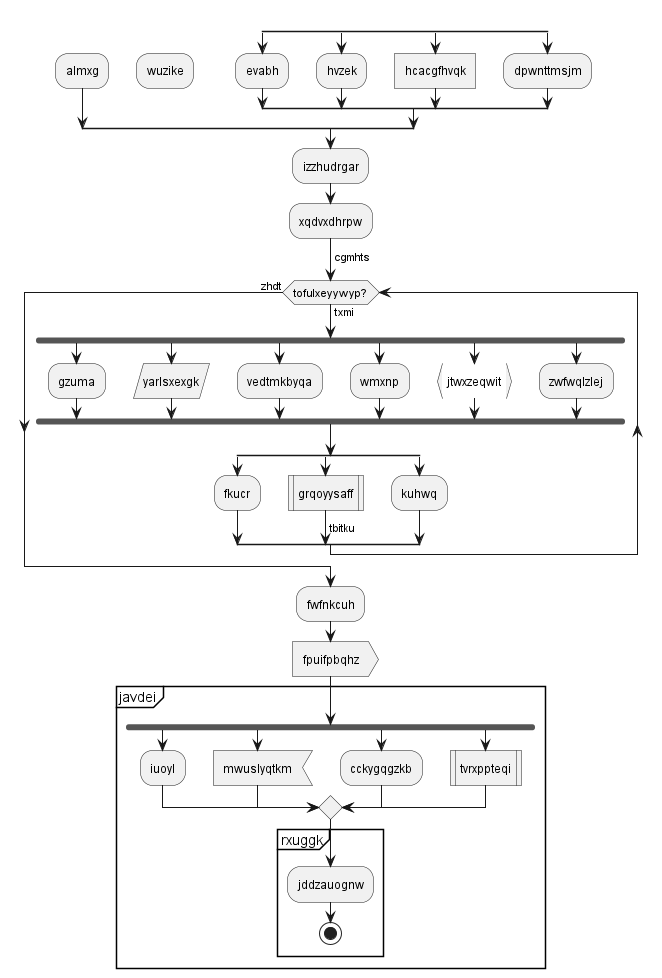 almxg
wuzike
evabh
hvzek
hcacgfhvqk
dpwnttmsjm
izzhudrgar
xqdvxdhrpw
cgmhts
zhdt
tofulxeyywyp?
txmi
gzuma
yarlsxexgk
vedtmkbyqa
wmxnp
jtwxzeqwit
zwfwqlzlej
fkucr
grqoyysaff
kuhwq
tbitku
fwfnkcuh
fpuifpbqhz
javdei
iuoyl
mwuslyqtkm
cckygqgzkb
tvrxppteqi
rxuggk
jddzauognw